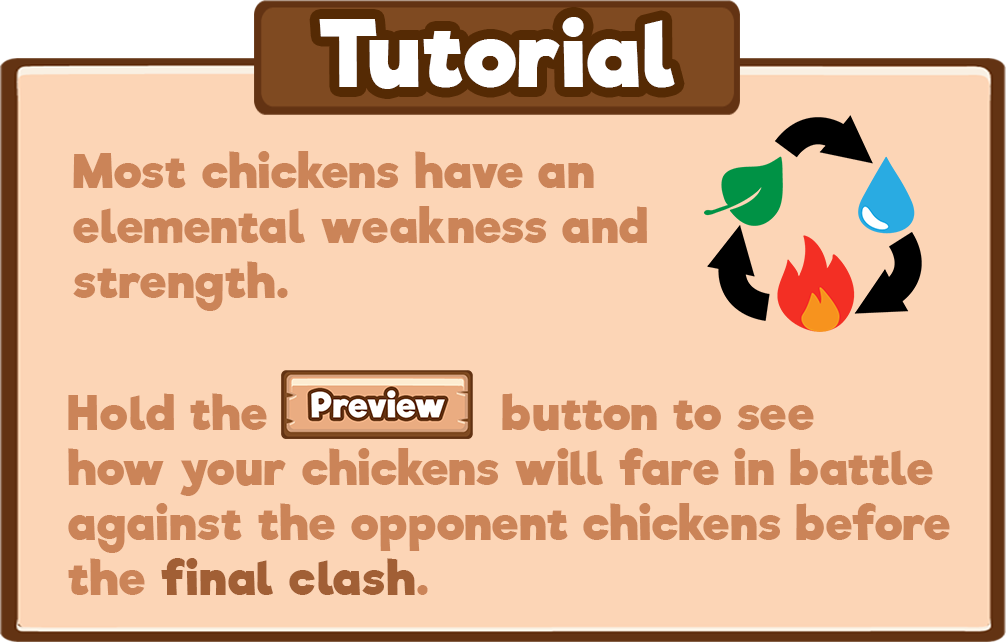 Tutorial
Most chickens have an
elemental weakness and
strength.
Hold the Preview button to see
how your chickens will fare in battle
against the opponent chickens before
the final clash.